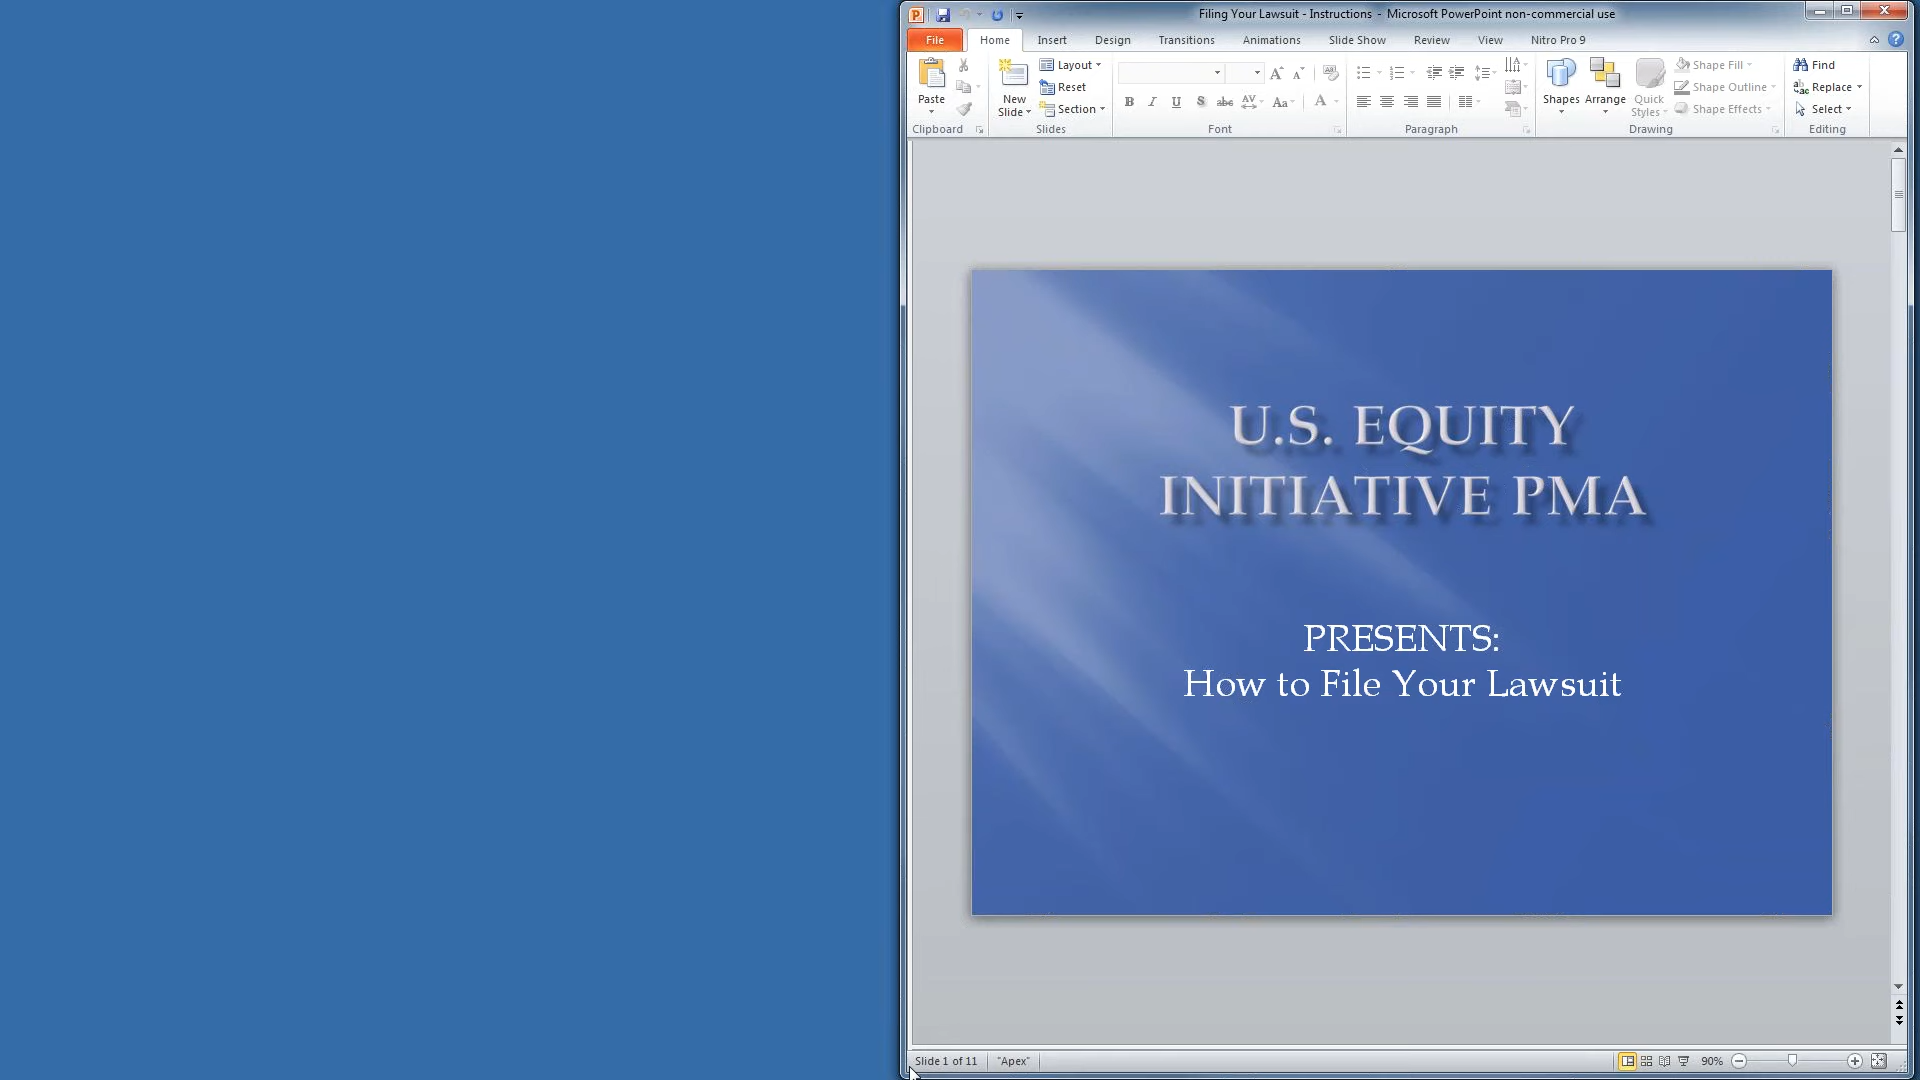 Filing Your Lawsuit - Instructions - Microsoft PowerPoint non-commercial use
File Home Insert Design Transitions Animations Slide Show Review View Nitro Pro 9
Paste
New Slide
Layout
Reset
Section
Shapes Arrange Quick Styles
Shape Fill
Shape Outline
Shape Effects
Find
Replace
Select
Clipboard Slides Font Paragraph Drawing Editing
U.S. EQUITY
INITIATIVE PMA
PRESENTS:
How to File Your Lawsuit
Slide 1 of 11 "Apex" 90%